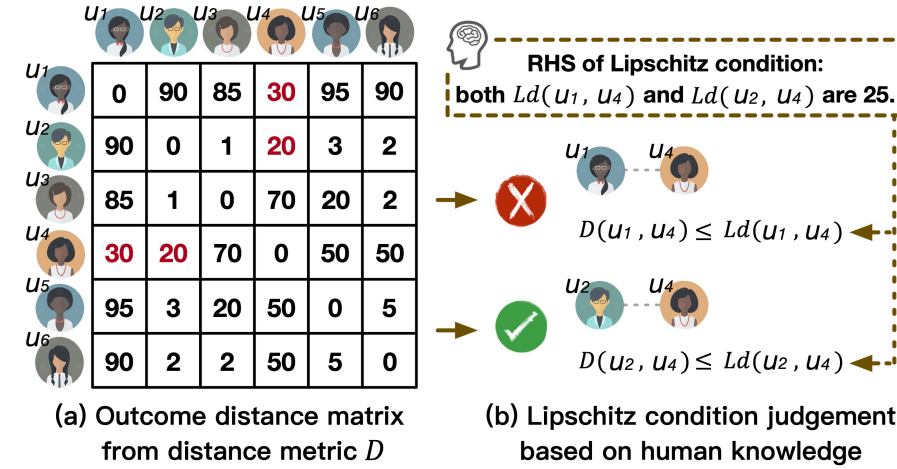 u1 u2 u3 u4 u5 u6
u1 0 90 85 30 95 90
u2 90 0 1 20 3 2
u3 85 1 0 70 20 2
u4 30 20 70 0 50 50
u5 95 3 20 50 0 5
u6 90 2 2 50 5 0
(a) Outcome distance matrix
from distance metric D
RHS of Lipschitz condition:
both Ld(u1, u4) and Ld(u2, u4) are 25.
u1 u4
D(u1, u4) ≤ Ld(u1, u4)
u2 u4
D(u2, u4) ≤ Ld(u2, u4)
(b) Lipschitz condition judgement
based on human knowledge